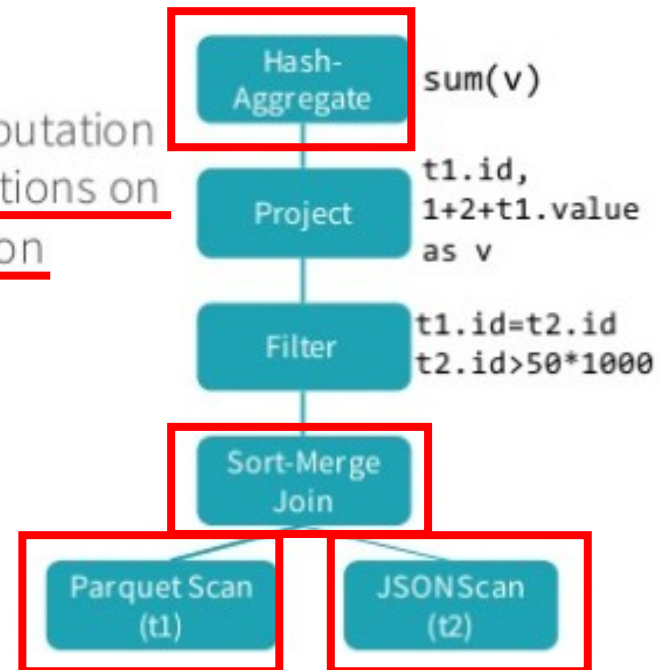 Hash-
Aggregate
sum(v)
tions on
on
Project
t1.id,
1+2+t1.value
as v
Filter
t1.id=t2.id
t2.id>50*1000
Sort-Merge
Join
Parquet Scan
(t1)
JSONScan
(t2)